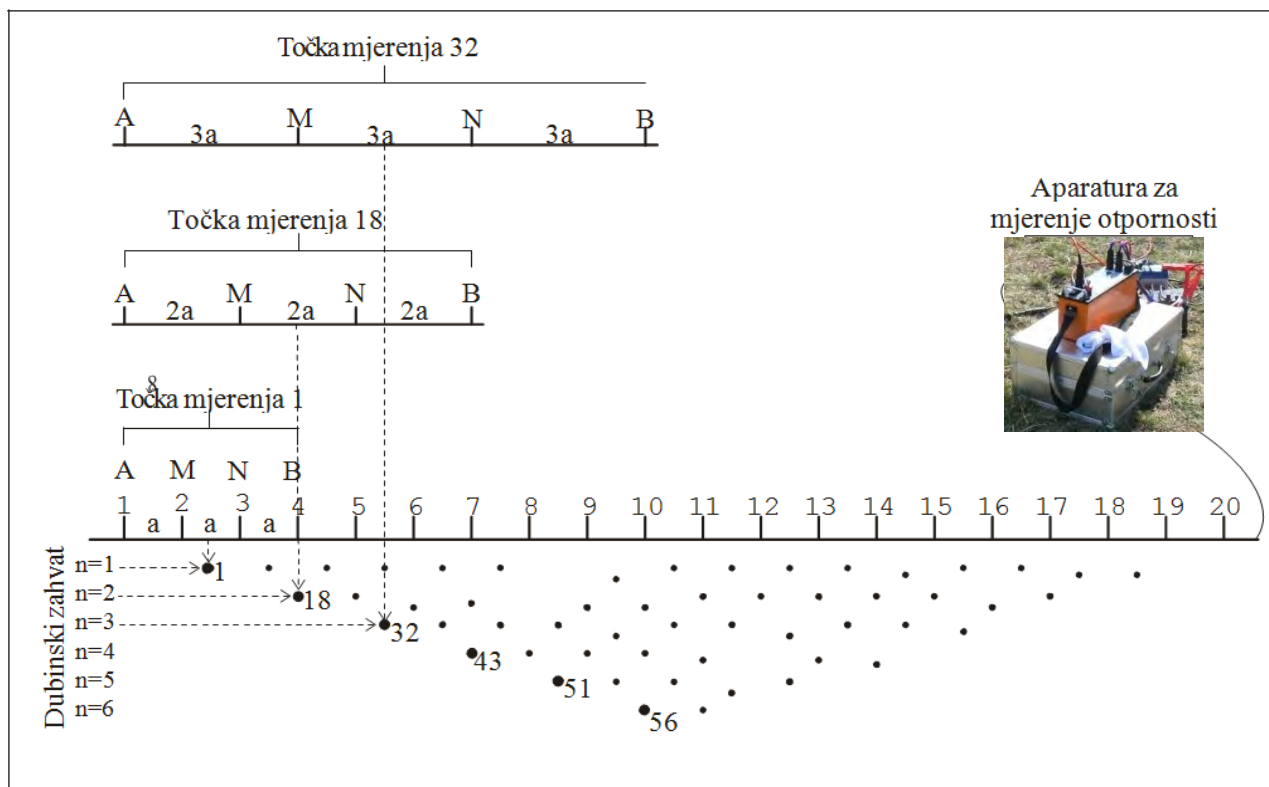 Točka mjerenja 32
A M N B
3a 3a 3a
Aparatura za
mjerenje otpornosti
Točka mjerenja 18
A M N B
2a 2a 2a
8
Točka mjerenja 1
A M N B
1 2 3 4 5 6 7 8 9 10 11 12 13 14 15 16 17 18 19 20
a a a
Dubinski zahvat
n=1 1
n=2 18
n=3 32
n=4 43
n=5 51
n=6 56